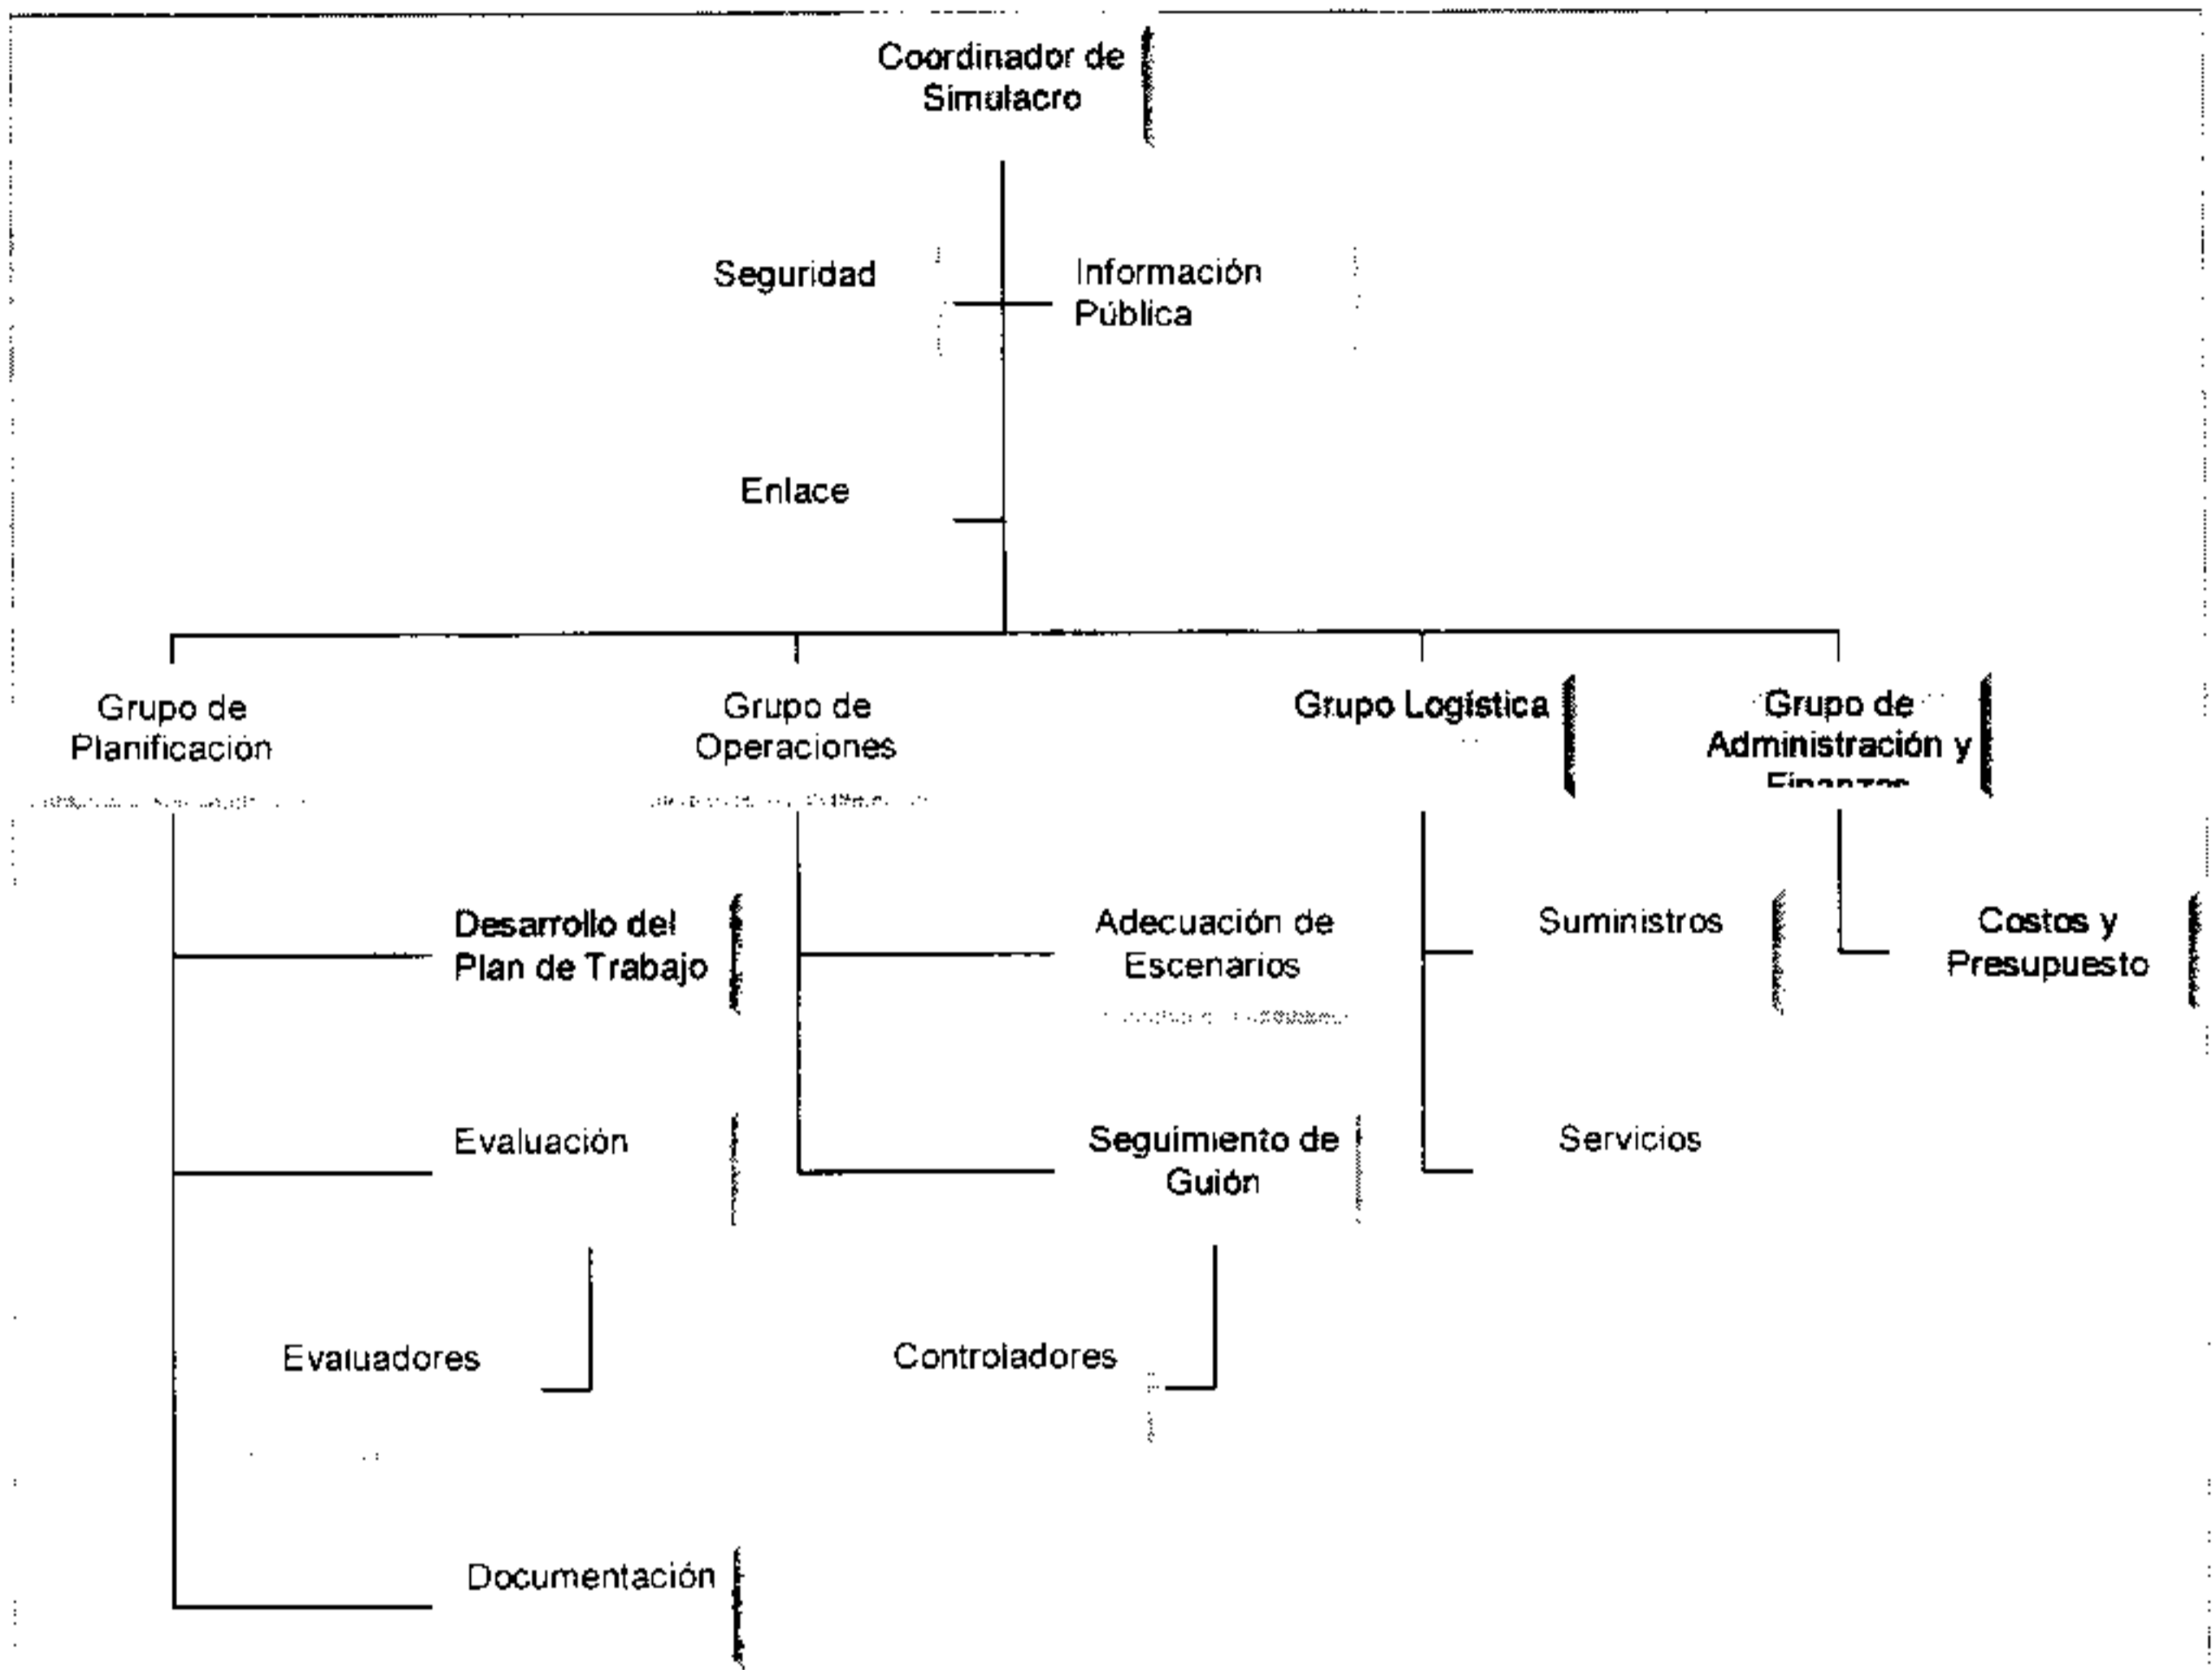 Coordinador de
Simulacro
Seguridad
Información
Pública
Enlace
Grupo de
Planificación
Grupo de
Operaciones
Grupo Logística
Grupo de
Administración y
Finanzas
Desarrollo del
Plan de Trabajo
Adecuación de
Escenarios
Suministros
Costos y
Presupuesto
Evaluación
Seguimiento de
Guión
Servicios
Evaluadores
Controladores
Documentación